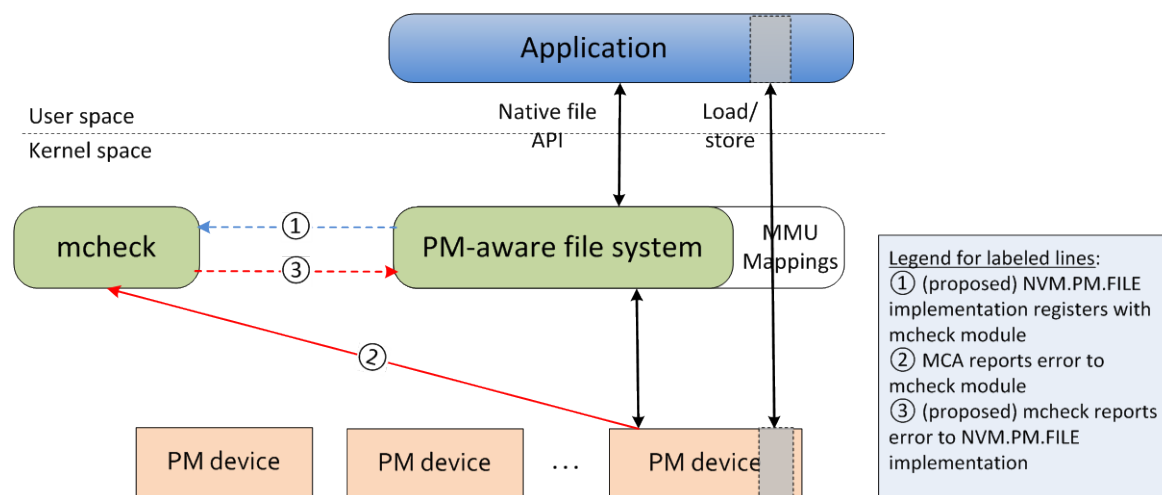 Application
User space
Kernel space
Native file
API
Load/
store
mcheck
①
③
PM-aware file system
MMU
Mappings
②
PM device
PM device
...
PM device
Legend for labeled lines:
① (proposed) NVM.PM.FILE
implementation registers with
mcheck module
② MCA reports error to
mcheck module
③ (proposed) mcheck reports
error to NVM.PM.FILE
implementation